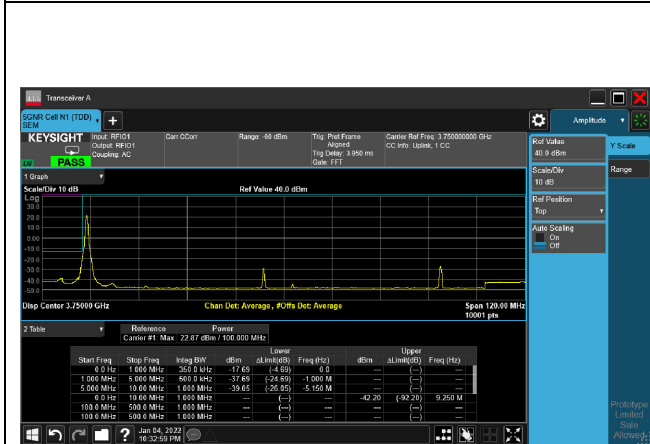 Transceiver A
5GNR Cell N1 (TDD)
SEM
Amplitude
KEYSIGHT
Input: RFIO1
Output: RFIO1
Coupling: AC
Corr CCorr
Range: -60 dBm
Trig: Prot Frame
Aligned
Trig Delay: 3.950 ms
Gate: FFT
Carrier Ref Freq: 3.750000000 GHz
CC Info: Uplink, 1 CC
PASS
Ref Value
40.0 dBm
Y Scale
Scale/Div
10 dB
Range
Ref Position
Top
Auto Scaling
On
Off
1 Graph
Scale/Div 10 dB
Ref Value 40.0 dBm
Log
30.0
20.0
10.0
0.00
-10.0
-20.0
-30.0
-40.0
-50.0
Disp Center 3.75000 GHz
Chan Det: Average, #Offs Det: Average
Span 120.00 MHz
10001 pts
2 Table
Reference Power
Carrier #1 Max 22.87 dBm / 100.000 MHz
Lower Upper
Start Freq Stop Freq Integ BW dBm ΔLimit(dB) Freq (Hz) dBm ΔLimit(dB) Freq (Hz)
0.0 Hz 1.000 MHz 350.0 kHz -17.69 (-4.69) 0.0 --- (---) ---
1.000 MHz 5.000 MHz 500.0 kHz -37.69 (-24.69) -1.000 M --- (---) ---
5.000 MHz 10.00 MHz 1.000 MHz -39.05 (-26.05) -5.150 M --- (---) ---
0.0 Hz 10.00 MHz 1.000 MHz --- (---) --- -42.20 (-92.20) 9.250 M
100.0 MHz 500.0 MHz 1.000 MHz --- (---) --- --- (---) ---
100.0 MHz 500.0 MHz 1.000 MHz --- (---) --- --- (---) ---
Prototype
Limited
Sale
Allowed
Jan 04, 2022
10:32:59 PM